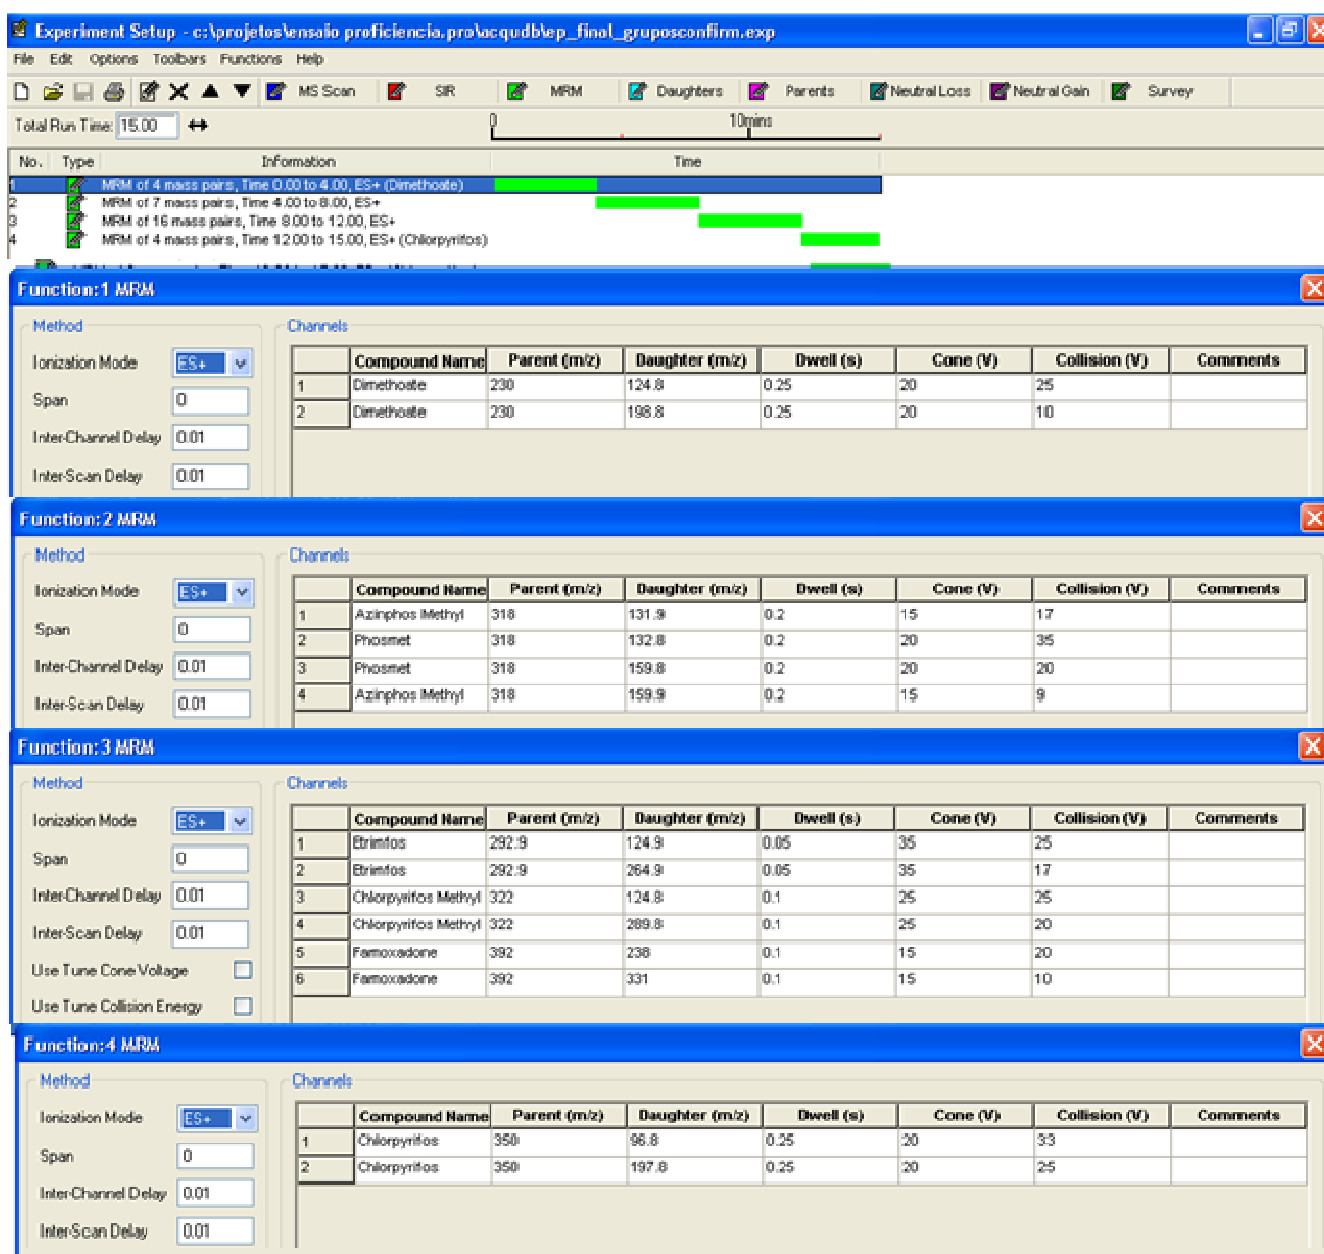 Experiment Setup - c:\projetos\ensaio proficiencia.pro\acqudb\ep_final_gruposconfirm.exp
File Edit Options Toolbars Functions Help
MS Scan SIR MRM Daughters Parents Neutral Loss Neutral Gain Survey
Total Run Time: 15.00 0 10mins
No. Type Information Time
1 MRM of 4 mass pairs, Time 0.00 to 4.00, ES+ (Dimethoate)
2 MRM of 7 mass pairs, Time 4.00 to 8.00, ES+
3 MRM of 16 mass pairs, Time 8.00 to 12.00, ES+
4 MRM of 4 mass pairs, Time 12.00 to 15.00, ES+ (Chlorpyrifos)
Function:1 MRM
Method Channels
Ionization Mode ES+
Span 0
Inter-Channel Delay 0.01
Inter-Scan Delay 0.01
Compound Name Parent (m/z) Daughter (m/z) Dwell (s) Cone (V) Collision (V) Comments
1 Dimethoate 230 124.8 0.25 20 25
2 Dimethoate 230 198.8 0.25 20 10
Function:2 MRM
Method Channels
Ionization Mode ES+
Span 0
Inter-Channel Delay 0.01
Inter-Scan Delay 0.01
Compound Name Parent (m/z) Daughter (m/z) Dwell (s) Cone (V) Collision (V) Comments
1 Azinphos Methyl 318 131.9 0.2 15 17
2 Phosmet 318 132.8 0.2 20 35
3 Phosmet 318 159.8 0.2 20 20
4 Azinphos Methyl 318 159.9 0.2 15 9
Function:3 MRM
Method Channels
Ionization Mode ES+
Span 0
Inter-Channel Delay 0.01
Inter-Scan Delay 0.01
Use Tune Cone Voltage
Use Tune Collision Energy
Compound Name Parent (m/z) Daughter (m/z) Dwell (s) Cone (V) Collision (V) Comments
1 Etrimfos 292.9 124.9 0.05 35 25
2 Etrimfos 292.9 264.9 0.05 35 17
3 Chlorpyrifos Methyl 322 124.8 0.1 25 25
4 Chlorpyrifos Methyl 322 289.8 0.1 25 20
5 Famoxadone 392 238 0.1 15 20
6 Famoxadone 392 331 0.1 15 10
Function:4 MRM
Method Channels
Ionization Mode ES+
Span 0
Inter-Channel Delay 0.01
Inter-Scan Delay 0.01
Compound Name Parent (m/z) Daughter (m/z) Dwell (s) Cone (V) Collision (V) Comments
1 Chlorpyrifos 350 96.8 0.25 20 33
2 Chlorpyrifos 350 197.8 0.25 20 25